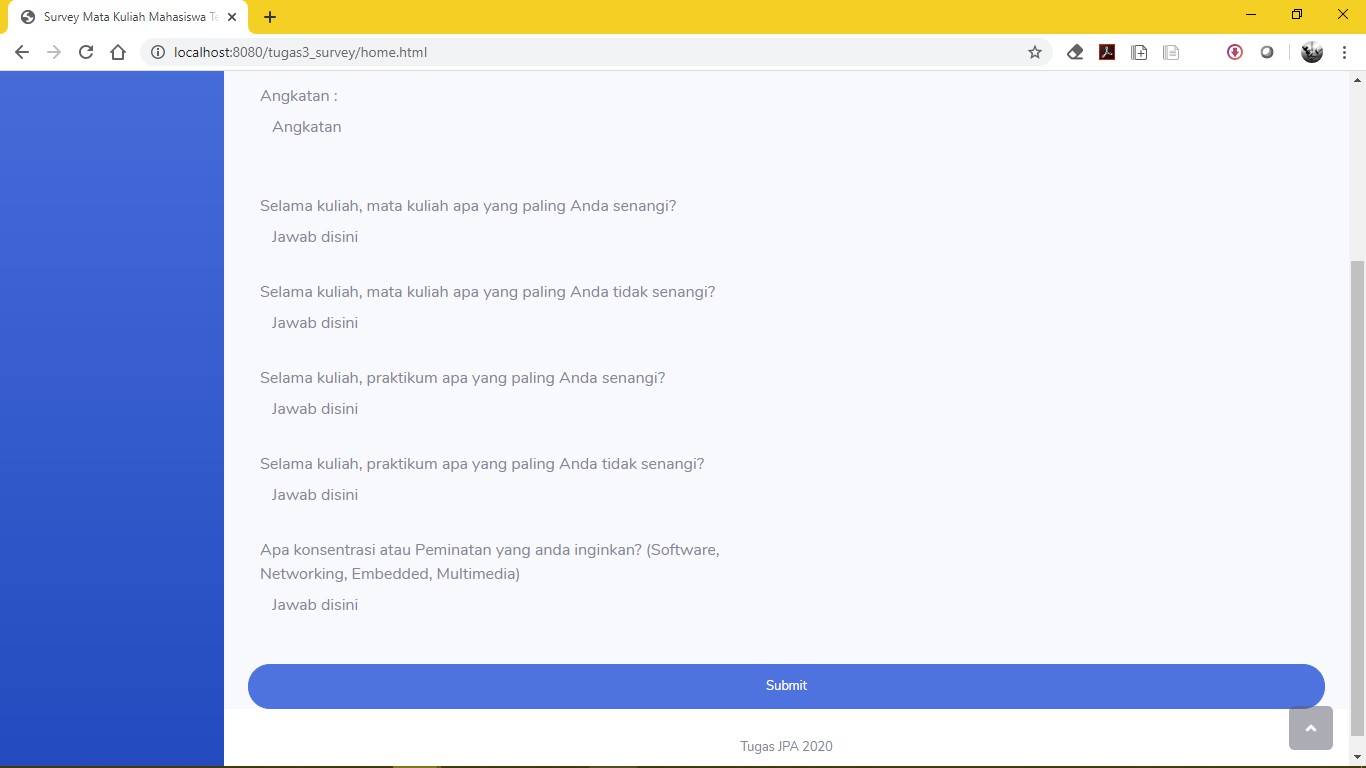 Survey Mata Kuliah Mahasiswa
localhost:8080/tugas3_survey/home.html
Angkatan :
Angkatan
Selama kuliah, mata kuliah apa yang paling Anda senangi?
Jawab disini
Selama kuliah, mata kuliah apa yang paling Anda tidak senangi?
Jawab disini
Selama kuliah, praktikum apa yang paling Anda senangi?
Jawab disini
Selama kuliah, praktikum apa yang paling Anda tidak senangi?
Jawab disini
Apa konsentrasi atau Peminatan yang anda inginkan? (Software,
Networking, Embedded, Multimedia)
Jawab disini
Submit
Tugas JPA 2020